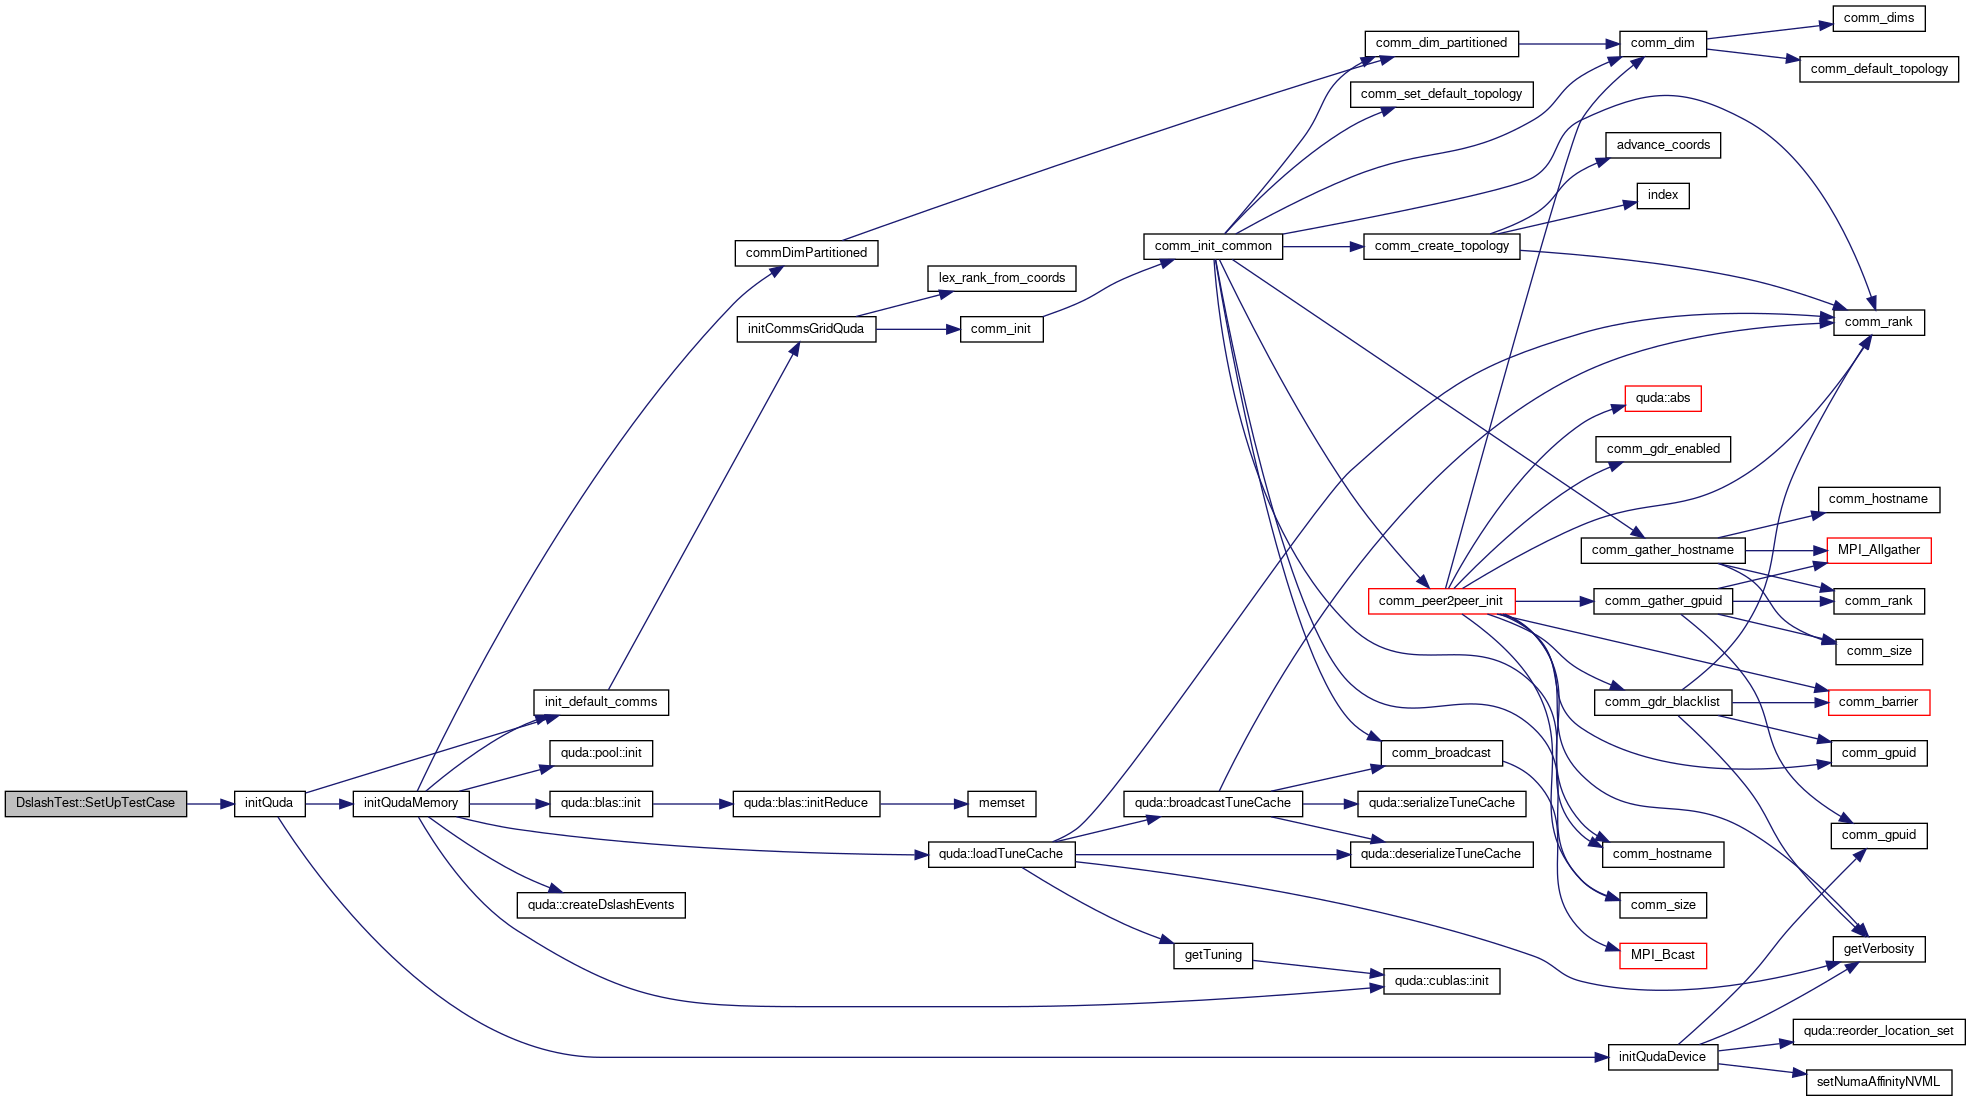 comm_dims
comm_dim_partitioned
comm_dim
comm_default_topology
comm_set_default_topology
advance_coords
index
commDimPartitioned
comm_init_common
comm_create_topology
lex_rank_from_coords
initCommsGridQuda
comm_init
comm_rank
quda::abs
comm_gdr_enabled
comm_hostname
comm_gather_hostname
MPI_Allgather
comm_peer2peer_init
comm_gather_gpuid
comm_rank
comm_size
init_default_comms
comm_gdr_blacklist
comm_barrier
quda::pool::init
comm_broadcast
comm_gpuid
DslashTest::SetUpTestCase
initQuda
initQudaMemory
quda::blas::init
quda::blas::initReduce
memset
quda::broadcastTuneCache
quda::serializeTuneCache
comm_gpuid
quda::loadTuneCache
quda::deserializeTuneCache
comm_hostname
quda::createDslashEvents
comm_size
getTuning
MPI_Bcast
getVerbosity
quda::cublas::init
quda::reorder_location_set
initQudaDevice
setNumaAffinityNVML